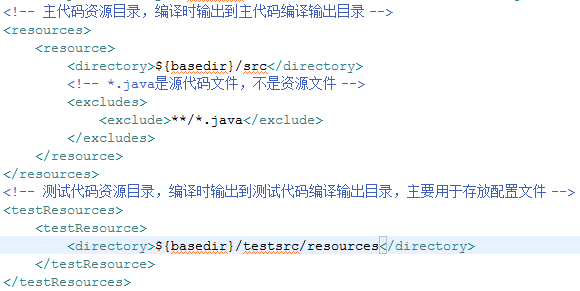 <!-- 主代码资源目录，编译时输出到主代码编译输出目录 -->
<resources>
<resource>
<directory>${basedir}/src</directory>
<!-- *.java是源代码文件，不是资源文件 -->
<excludes>
<exclude>**/*.java</exclude>
</excludes>
</resource>
</resources>
<!-- 测试代码资源目录，编译时输出到测试代码编译输出目录，主要用于存放配置文件 -->
<testResources>
<testResource>
<directory>${basedir}/testsrc/resources</directory>
</testResource>
</testResources>